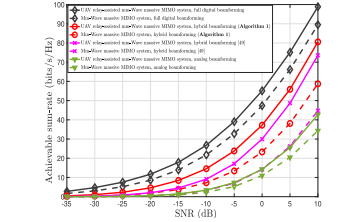 100
90
80
70
60
50
40
30
20
10
0
Achievable sum-rate (bits/s/Hz)
UAV relay-assisted mm-Wave massive MIMO system, full digital beamforming
Mm-Wave massive MIMO system, full digital beamforming
UAV relay-assisted mm-Wave massive MIMO system, hybrid beamforming (Algorithm 1)
Mm-Wave massive MIMO system, hybrid beamforming (Algorithm 1)
UAV relay-assisted mm-Wave massive MIMO system, hybrid beamforming [49]
Mm-Wave massive MIMO system, hybrid beamforming [49]
UAV relay-assisted mm-Wave massive MIMO system, analog beamforming
Mm-Wave massive MIMO system, analog beamforming
-35 -30 -25 -20 -15 -10 -5 0 5 10
SNR (dB)